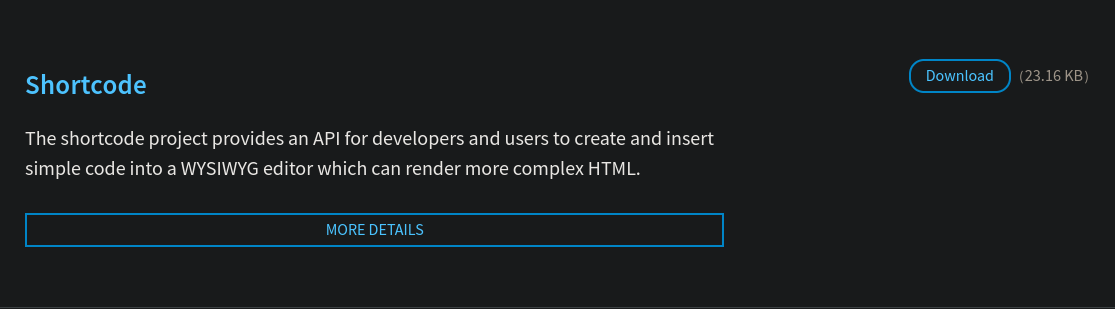 Shortcode
Download (23.16 KB)
The shortcode project provides an API for developers and users to create and insert
simple code into a WYSIWYG editor which can render more complex HTML.
MORE DETAILS